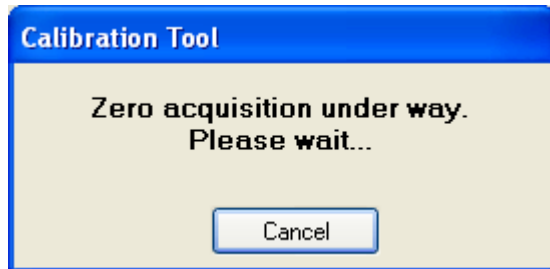 Calibration Tool
Zero acquisition under way.
Please wait...
Cancel